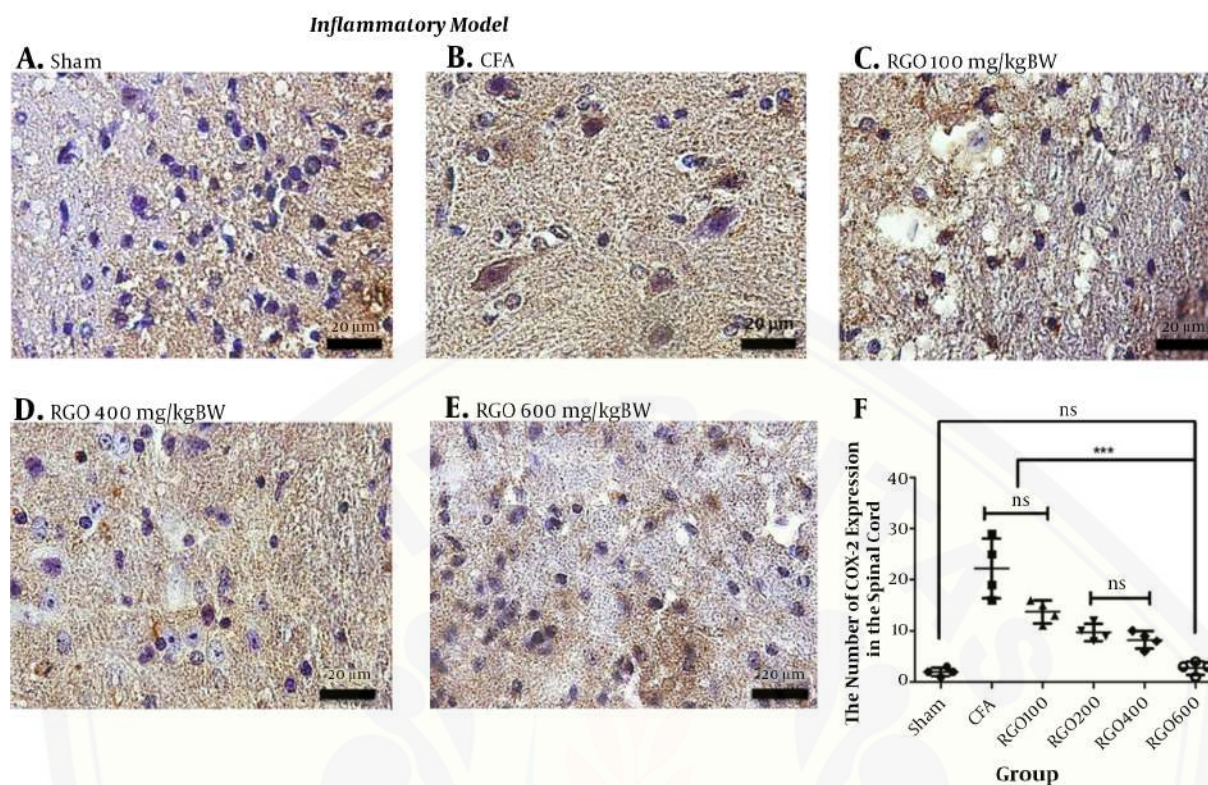 Inflammatory Model
A. Sham
B. CFA
C. RGO 100 mg/kgBW
20 µm
20 µm
20 µm
D. RGO 400 mg/kgBW
E. RGO 600 mg/kgBW
20 µm
20 µm
F
ns
***
ns
ns
The Number of COX-2 Expression
in the Spinal Cord
40
30
20
10
0
Sham
CFA
RGO100
RGO200
RGO400
RGO600
Group